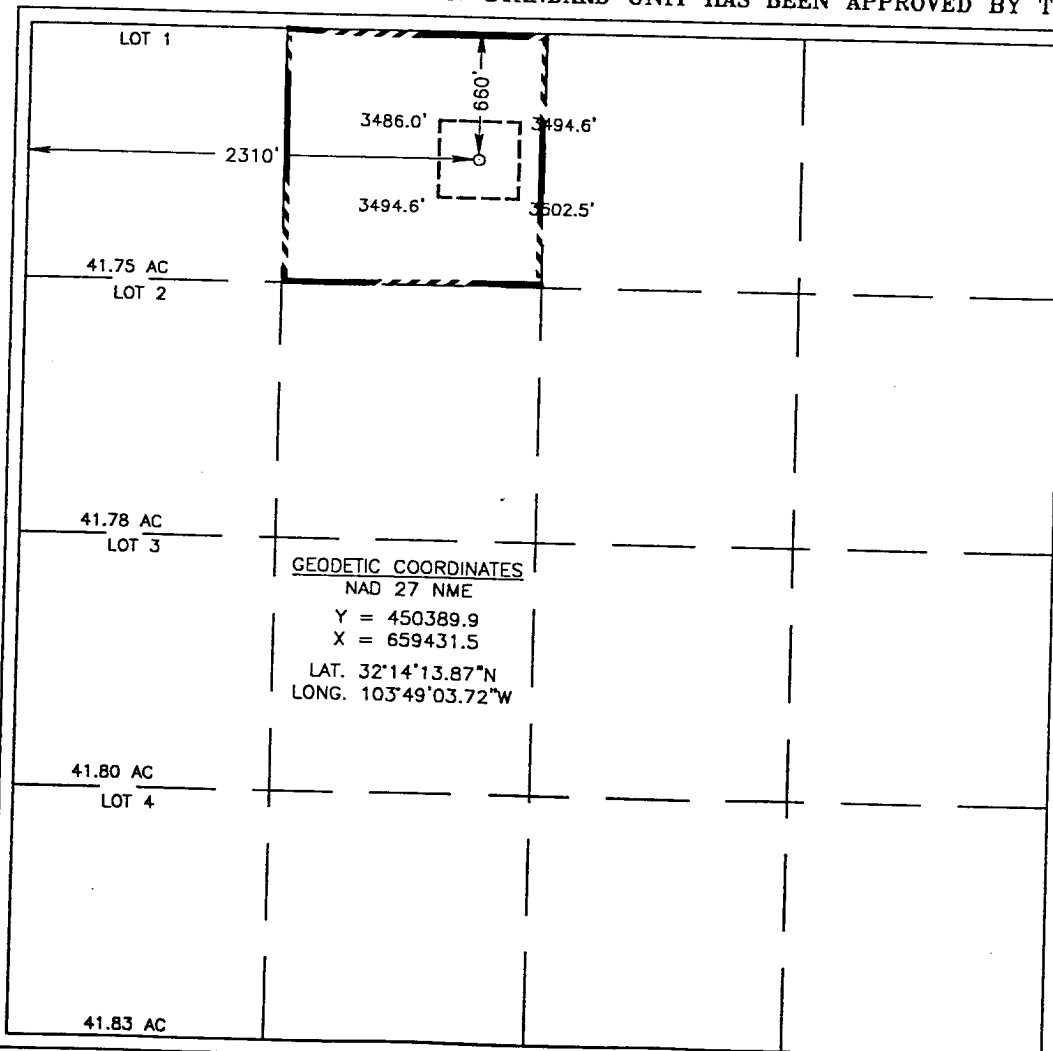 STANDARD UNIT HAS BEEN APPROVED BY T
LOT 1
660'
3486.0' 3494.6'
2310'
3494.6' 3502.5'
41.75 AC
LOT 2
41.78 AC
LOT 3
GEODETIC COORDINATES
NAD 27 NME
Y = 450389.9
X = 659431.5
LAT. 32°14'13.87"N
LONG. 103°49'03.72"W
41.80 AC
LOT 4
41.83 AC